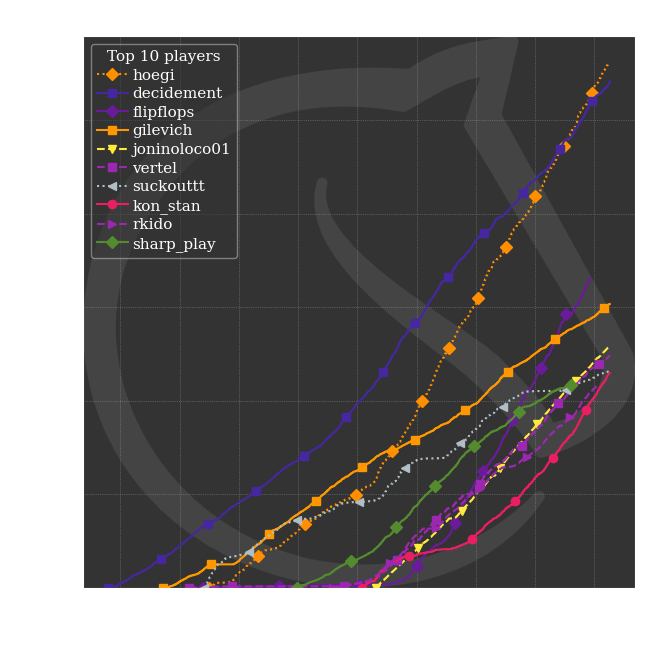 Top 10 players
hoegi
decidement
flipflops
gilevich
joninoloco01
vertel
suckouttt
kon_stan
rkido
sharp_play